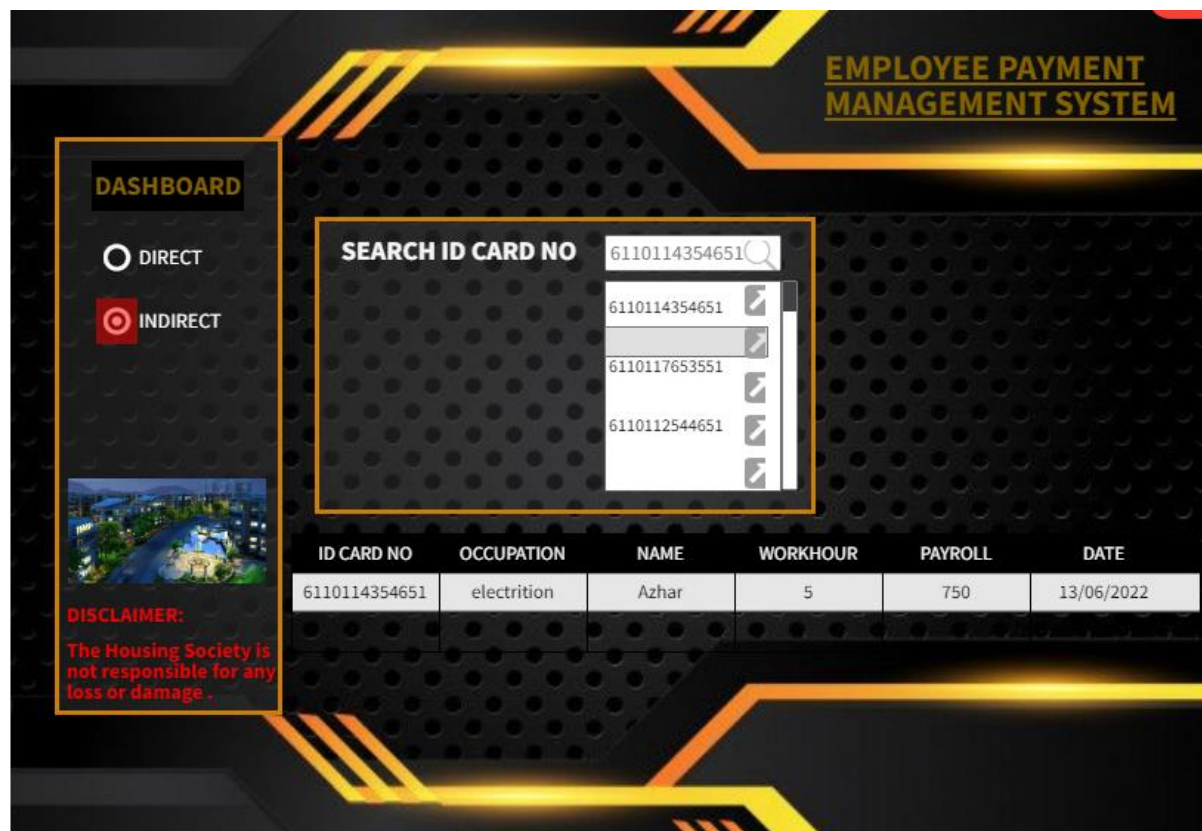 EMPLOYEE PAYMENT
MANAGEMENT SYSTEM
DASHBOARD
DIRECT
INDIRECT
SEARCH ID CARD NO
6110114354651
6110114354651
6110117653551
6110112544651
ID CARD NO OCCUPATION NAME WORKHOUR PAYROLL DATE
6110114354651 electrition Azhar 5 750 13/06/2022
DISCLAIMER:
The Housing Society is
not responsible for any
loss or damage .